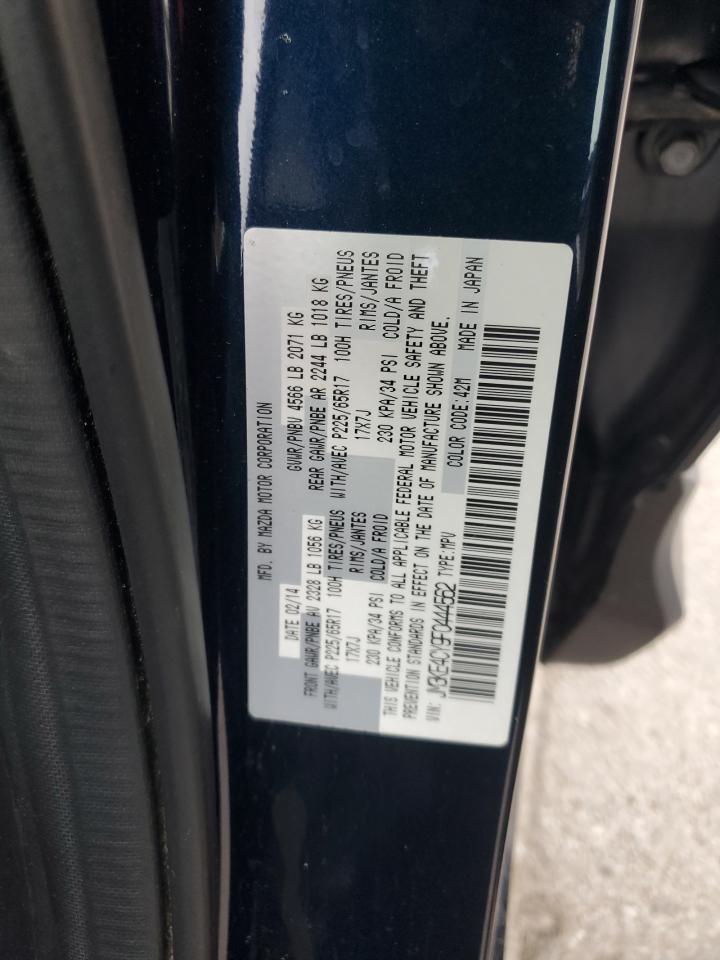 MFD. BY MAZDA MOTOR CORPORATION
DATE 02/14 GVWR/PNBV 4566 LB 2071 KG
FRONT GAWR/PNBE AV 2328 LB 1056 KG REAR GAWR/PNBE AR 2244 LB 1018 KG
WITH/AVEC P225/65R17 100H TIRES/PNEUS WITH/AVEC P225/65R17 100H TIRES/PNEUS
17X7J RIMS/JANTES 17X7J RIMS/JANTES
230 KPA/34 PSI COLD/A FROID 230 KPA/34 PSI COLD/A FROID
THIS VEHICLE CONFORMS TO ALL APPLICABLE FEDERAL MOTOR VEHICLE SAFETY AND THEFT
PREVENTION STANDARDS IN EFFECT ON THE DATE OF MANUFACTURE SHOWN ABOVE.
VIN: JM3KE4CY9F0444562 TYPE:MPV COLOR CODE:42M MADE IN JAPAN